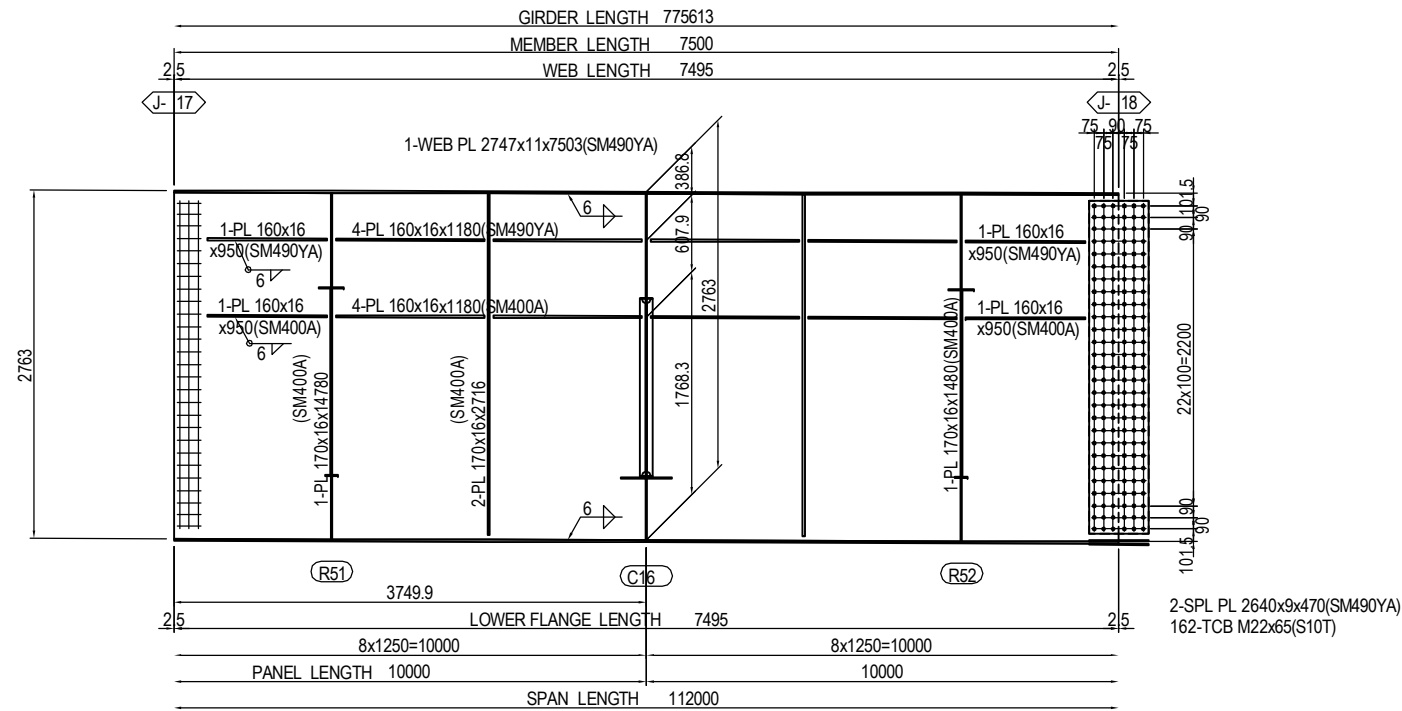 GIRDER LENGTH 775613
MEMBER LENGTH 7500
2.5 WEB LENGTH 7495 2.5
J- 17
J- 18
75 90 75
75 75
1-WEB PL 2747x11x7503(SM490YA)
386.8
101.5
6
90
90
1-PL 160x16
x950(SM490YA)
4-PL 160x16x1180(SM490YA)
607.9
1-PL 160x16
x950(SM490YA)
6
2763
2763
1-PL 160x16
x950(SM400A)
4-PL 160x16x1180(SM400A)
1-PL 160x16
x950(SM400A)
6
22x100=2200
1-PL 170x16x14780
(SM400A)
2-PL 170x16x2716
(SM400A)
1768.3
1-PL 170x16x1480(SM400A)
6
90
90
101.5
R51
C16
R52
3749.9
2-SPL PL 2640x9x470(SM490YA)
162-TCB M22x65(S10T)
2.5 LOWER FLANGE LENGTH 7495 2.5
8x1250=10000 8x1250=10000
PANEL LENGTH 10000 10000
SPAN LENGTH 112000